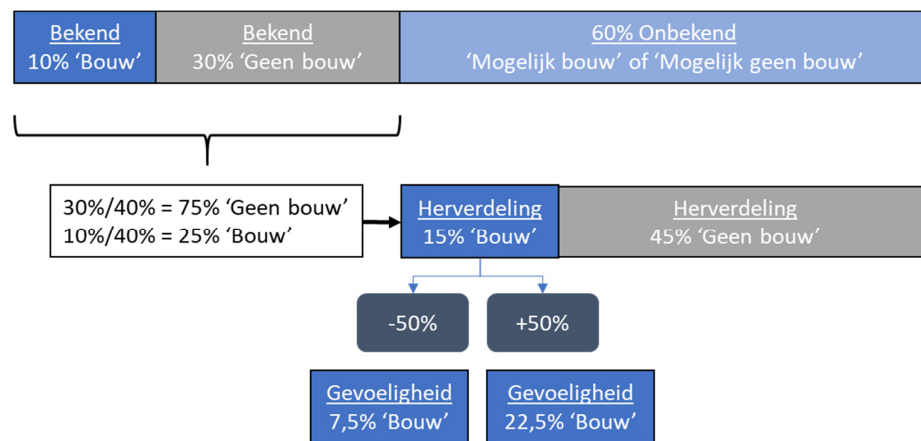 Bekend
10% ‘Bouw’
Bekend
30% ‘Geen bouw’
60% Onbekend
‘Mogelijk bouw’ of ‘Mogelijk geen bouw’
30%/40% = 75% ‘Geen bouw’
10%/40% = 25% ‘Bouw’
Herverdeling
15% ‘Bouw’
Herverdeling
45% ‘Geen bouw’
-50%
+50%
Gevoeligheid
7,5% ‘Bouw’
Gevoeligheid
22,5% ‘Bouw’